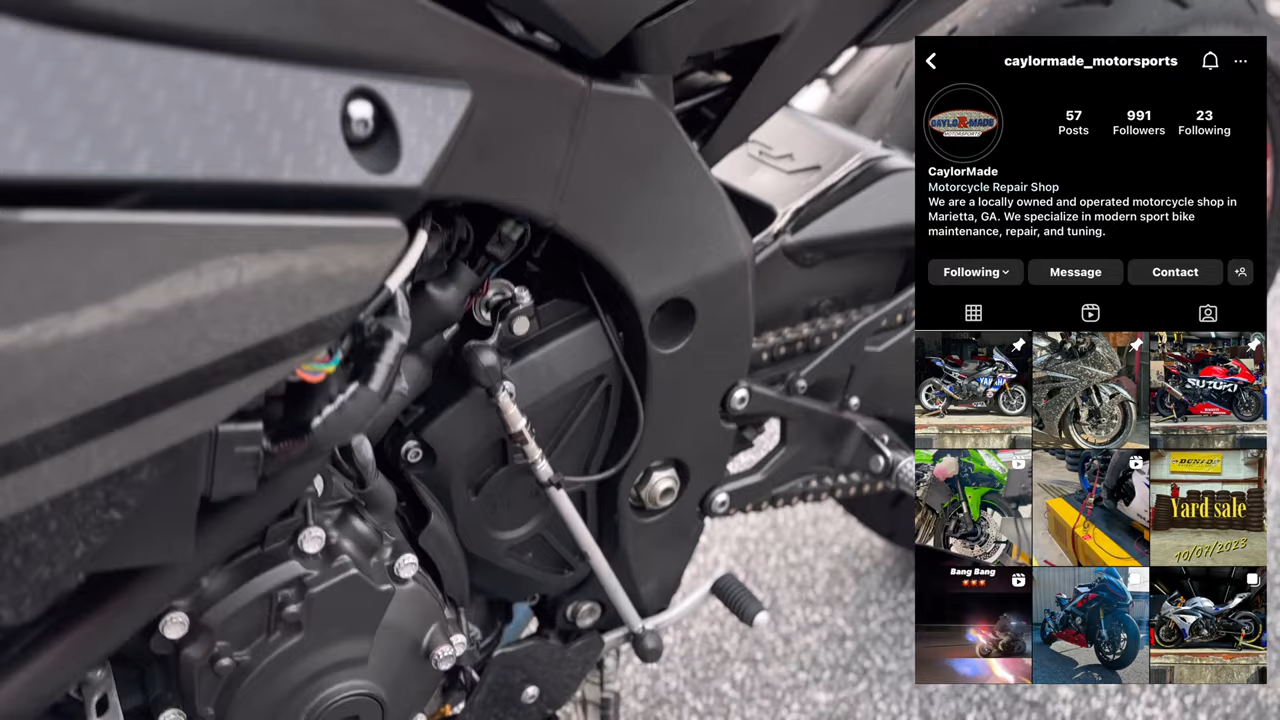 caylormade_motorsports
CAYLORMADE
MOTORSPORTS
57
Posts
991
Followers
23
Following
CaylorMade
Motorcycle Repair Shop
We are a locally owned and operated motorcycle shop in
Marietta, GA. We specialize in modern sport bike
maintenance, repair, and tuning.
Following
Message
Contact
YAMAHA
SUZUKI
DUNLOP
Yard sale
10/07/2023
Bang Bang